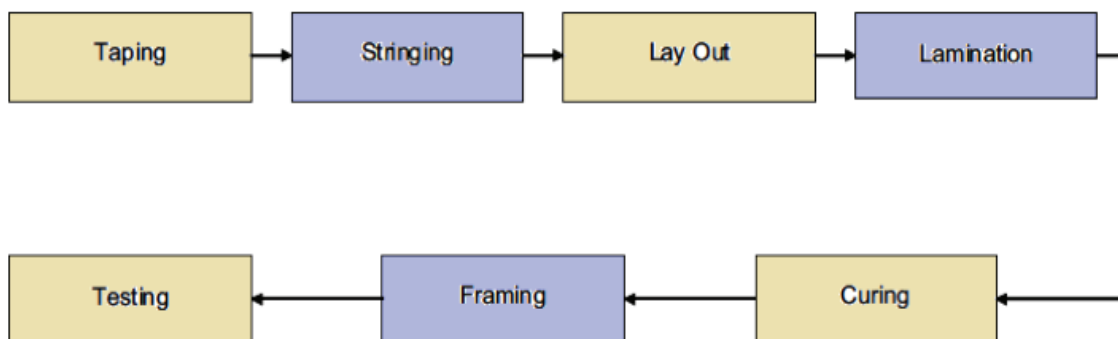 Taping
Stringing
Lay Out
Lamination
Curing
Framing
Testing